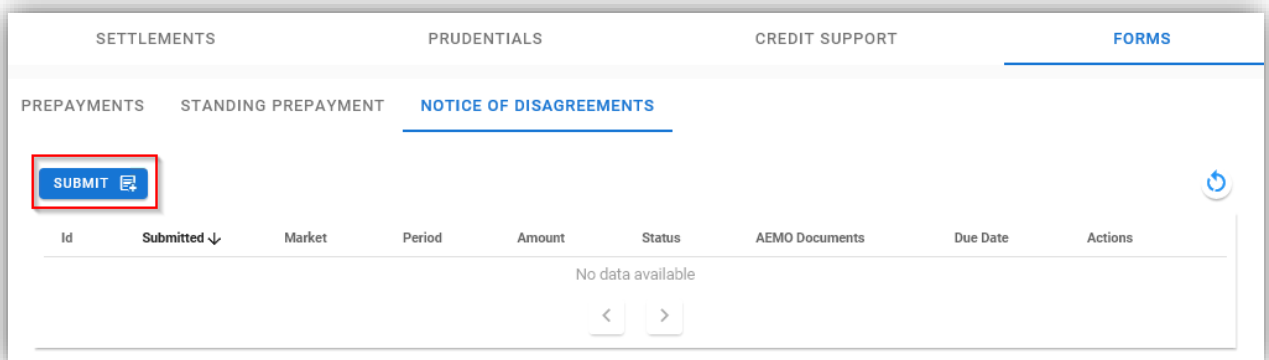 SETTLEMENTS PRUDENTIALS CREDIT SUPPORT FORMS
PREPAYMENTS STANDING PREPAYMENT NOTICE OF DISAGREEMENTS
SUBMIT
Id Submitted Market Period Amount Status AEMO Documents Due Date Actions
No data available